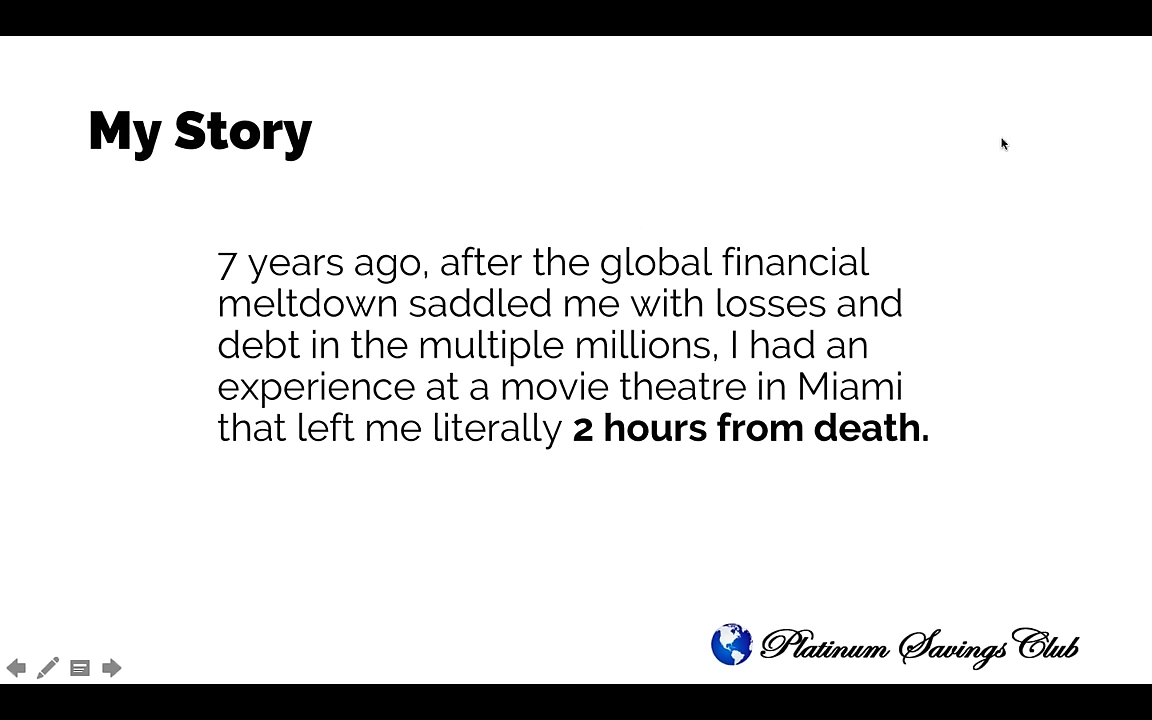 My Story
7 years ago, after the global financial
meltdown saddled me with losses and
debt in the multiple millions, I had an
experience at a movie theatre in Miami
that left me literally 2 hours from death.
Platinum Savings Club